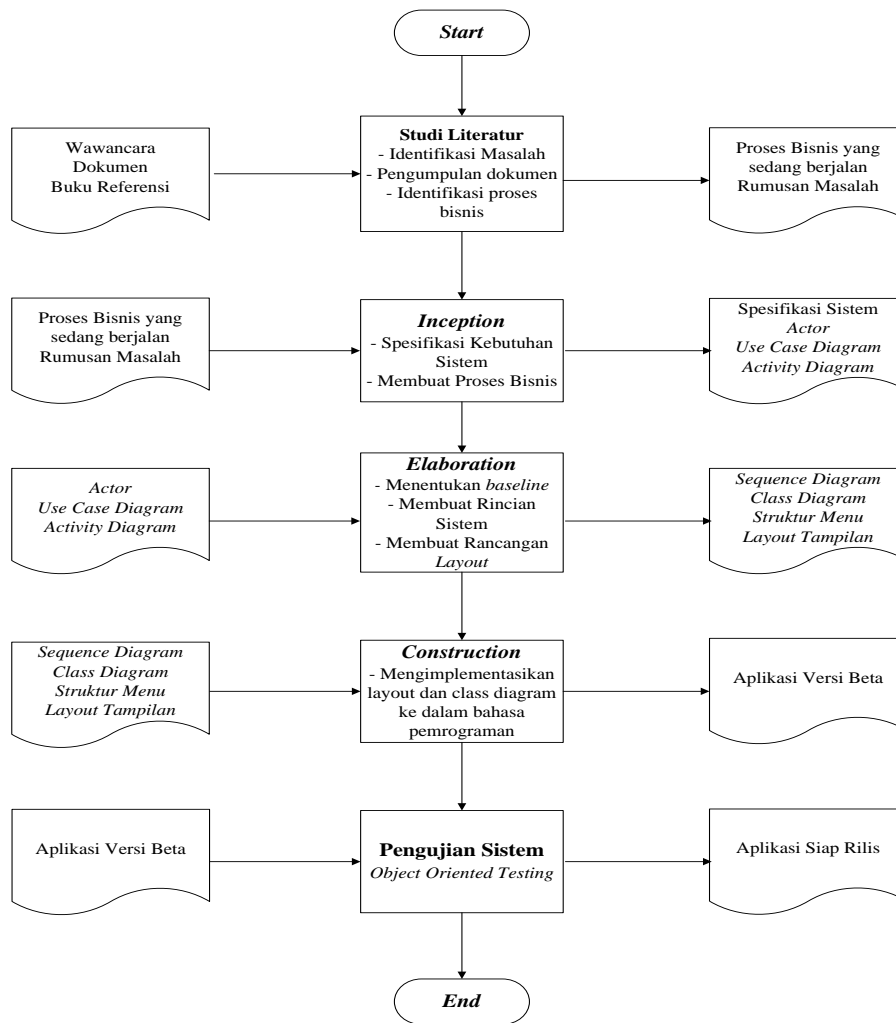 Start
Wawancara
Dokumen
Buku Referensi
Studi Literatur
- Identifikasi Masalah
- Pengumpulan dokumen
- Identifikasi proses
bisnis
Proses Bisnis yang
sedang berjalan
Rumusan Masalah
Proses Bisnis yang
sedang berjalan
Rumusan Masalah
Inception
- Spesifikasi Kebutuhan
Sistem
- Membuat Proses Bisnis
Spesifikasi Sistem
Actor
Use Case Diagram
Activity Diagram
Actor
Use Case Diagram
Activity Diagram
Elaboration
- Menentukan baseline
- Membuat Rincian
Sistem
- Membuat Rancangan
Layout
Sequence Diagram
Class Diagram
Struktur Menu
Layout Tampilan
Sequence Diagram
Class Diagram
Struktur Menu
Layout Tampilan
Construction
- Mengimplementasikan
layout dan class diagram
ke dalam bahasa
pemrograman
Aplikasi Versi Beta
Aplikasi Versi Beta
Pengujian Sistem
Object Oriented Testing
Aplikasi Siap Rilis
End